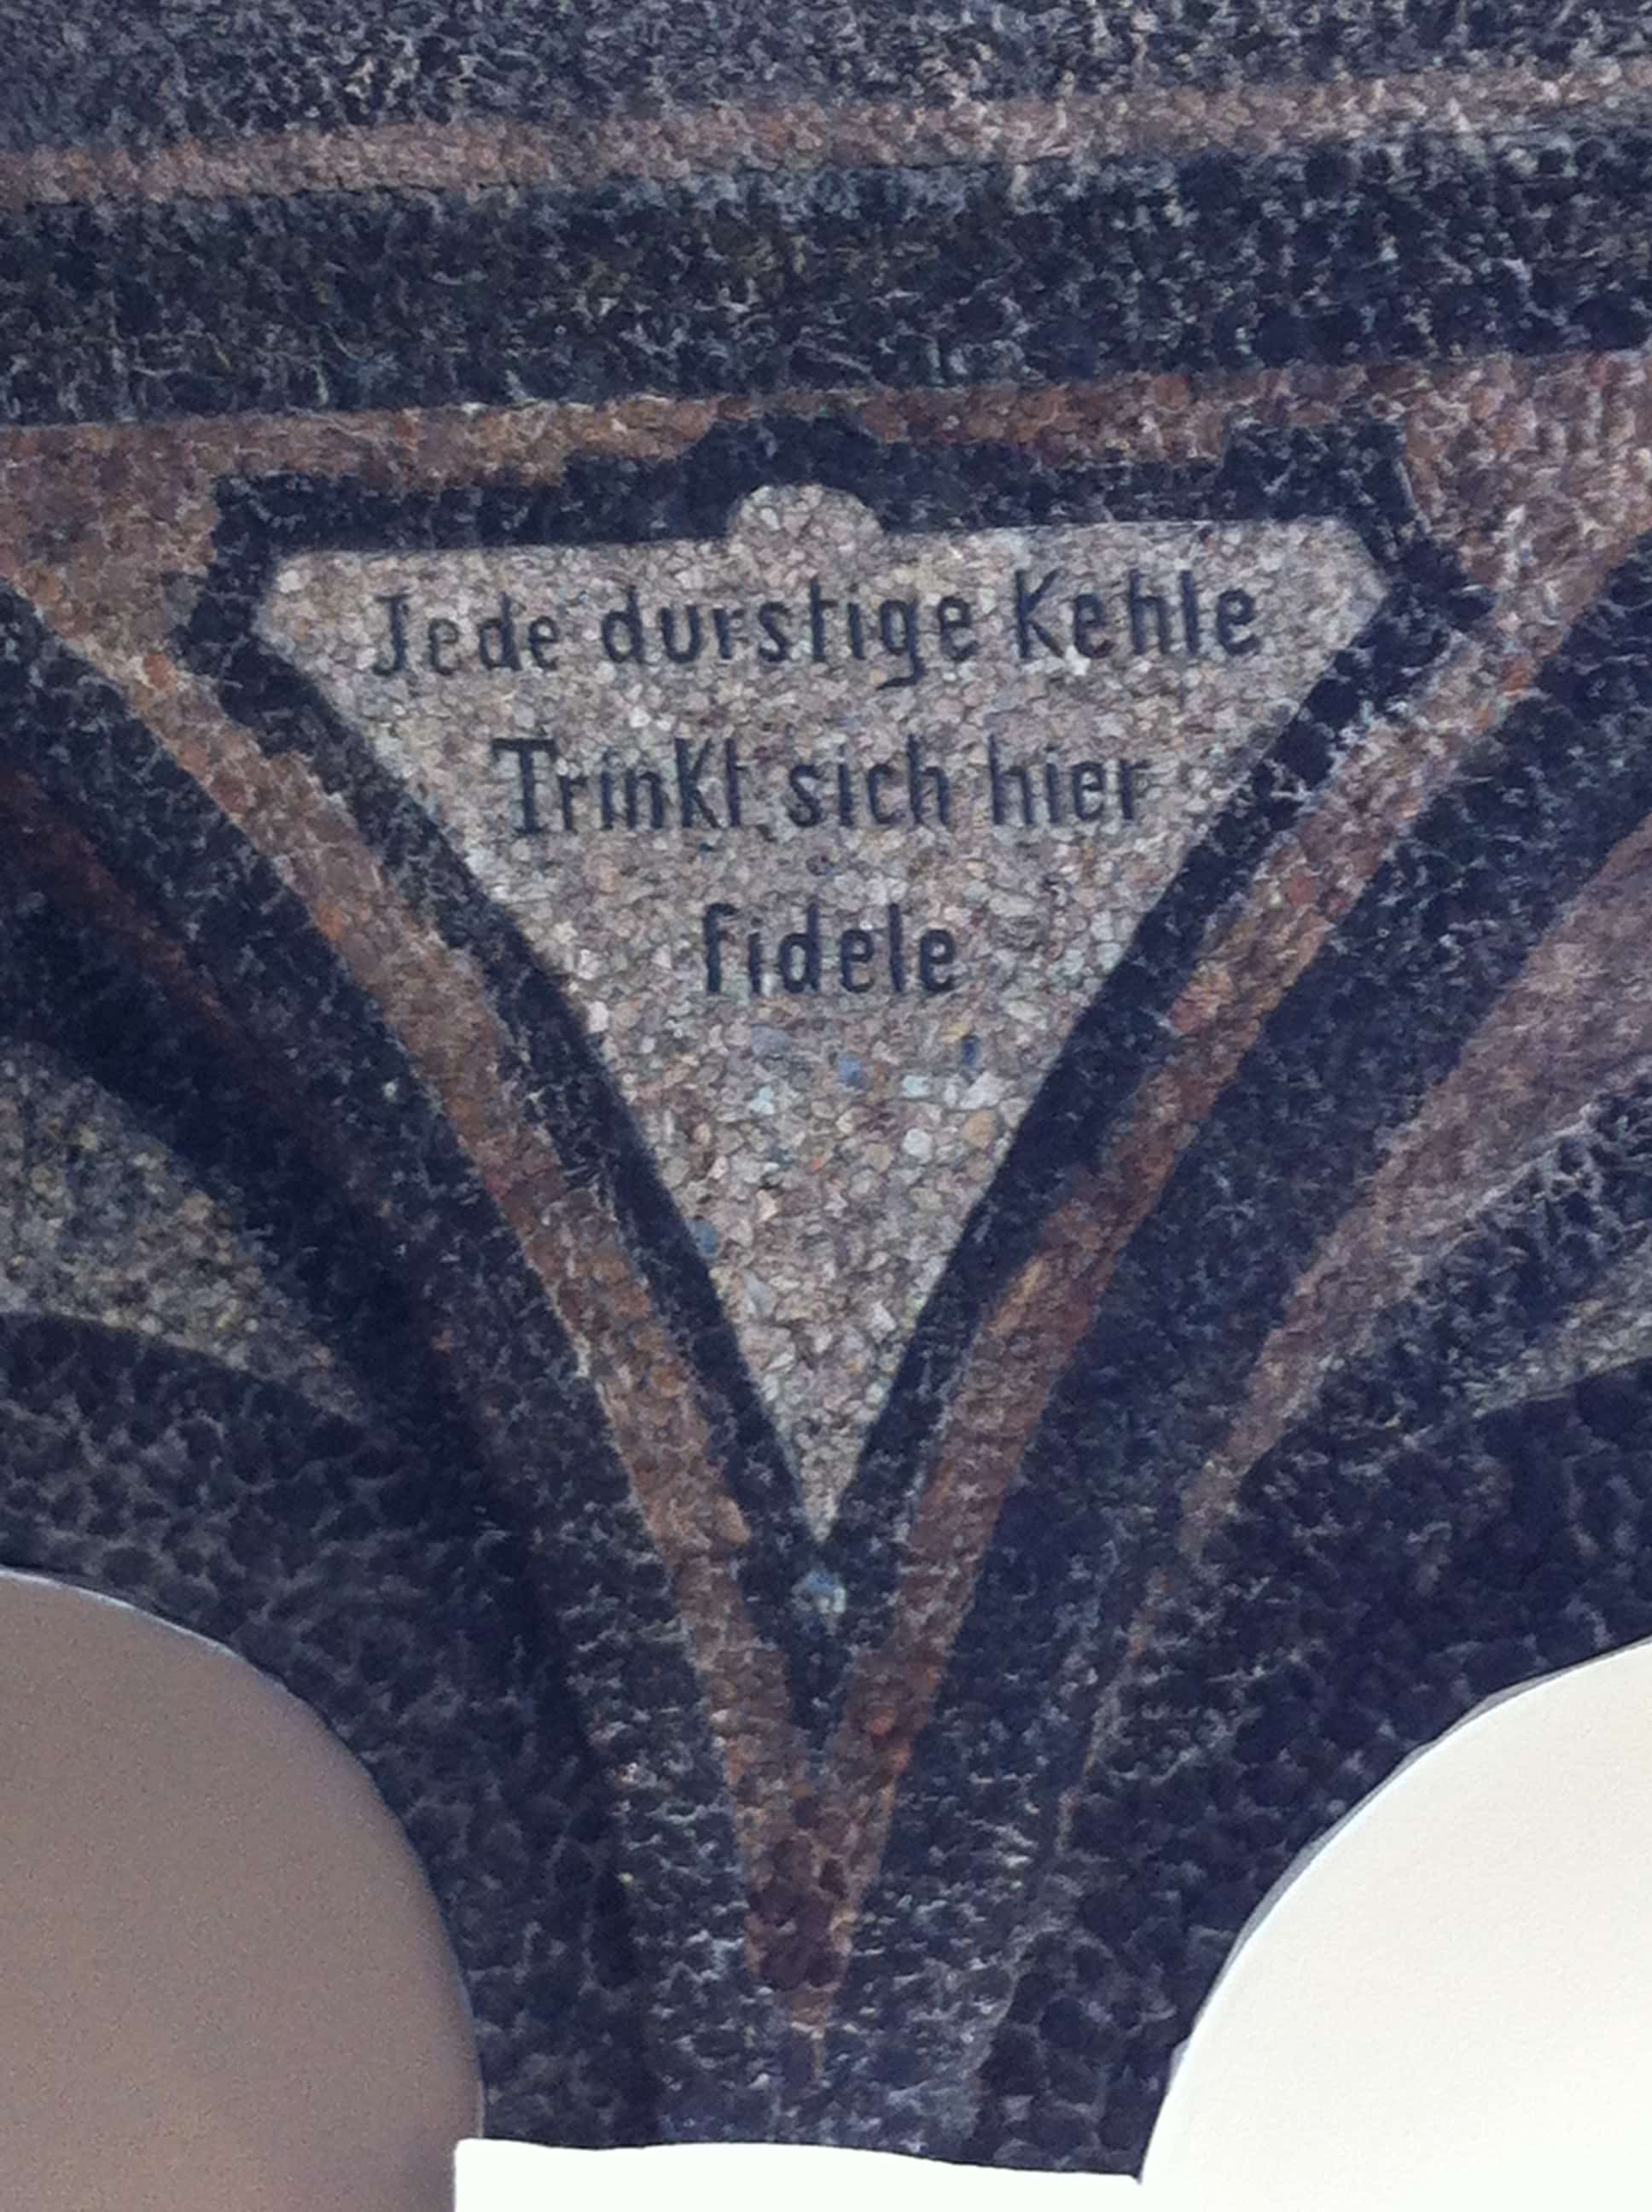 Jede durstige Kehle
Trinkt sich hier
fidele